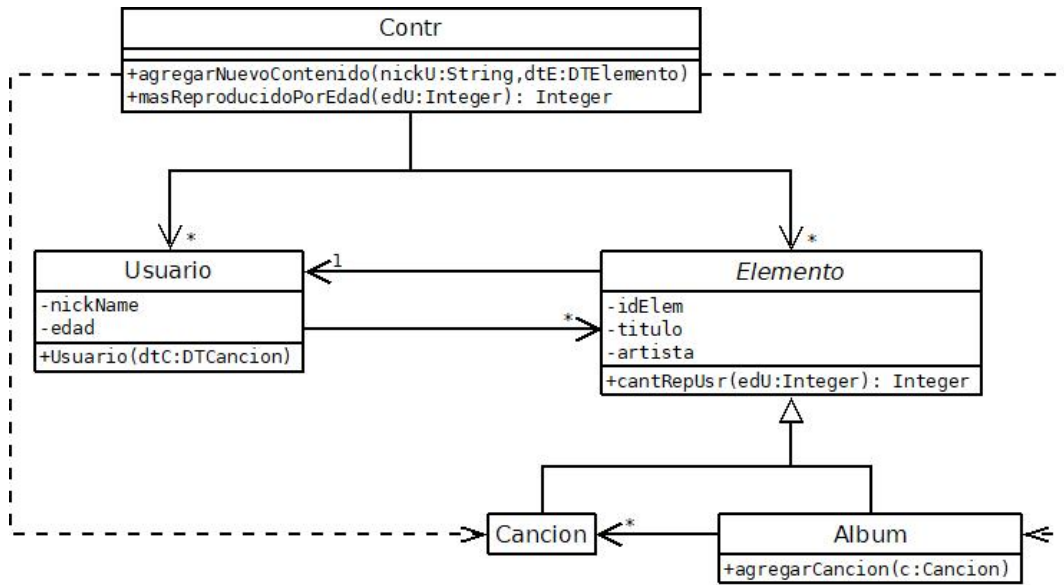 Contr
+agregarNuevoContenido(nickU:String,dtE:DTElemento)
+masReproducidoPorEdad(edU:Integer): Integer
*
*
Usuario
-nickName
-edad
+Usuario(dtC:DTCancion)
1
*
Elemento
-idElem
-titulo
-artista
+cantRepUsr(edU:Integer): Integer
Cancion
*
Album
+agregarCancion(c:Cancion)